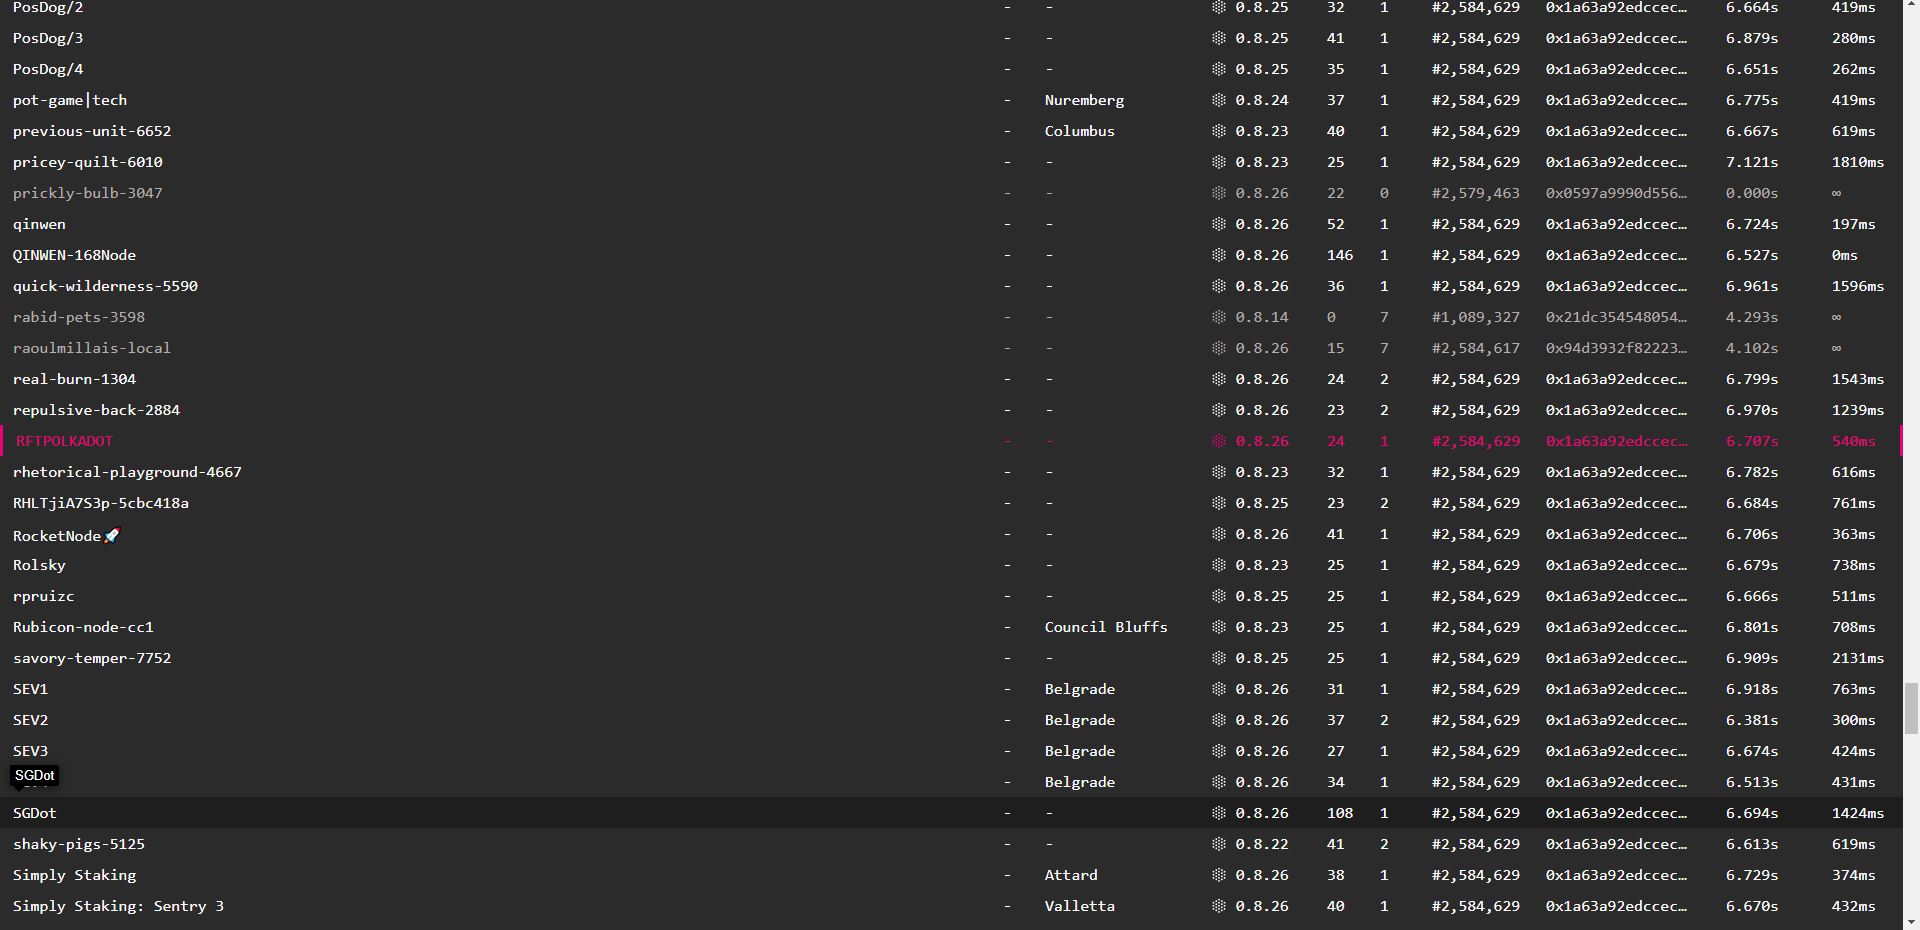 PosDog/2 - - 0.8.25 32 1 #2,584,629 0x1a63a92edccec… 6.664s 419ms
PosDog/3 - - 0.8.25 41 1 #2,584,629 0x1a63a92edccec… 6.879s 280ms
PosDog/4 - - 0.8.25 35 1 #2,584,629 0x1a63a92edccec… 6.651s 262ms
pot-game|tech - Nuremberg 0.8.24 37 1 #2,584,629 0x1a63a92edccec… 6.775s 419ms
previous-unit-6652 - Columbus 0.8.23 40 1 #2,584,629 0x1a63a92edccec… 6.667s 619ms
pricey-quilt-6010 - - 0.8.23 25 1 #2,584,629 0x1a63a92edccec… 7.121s 1810ms
prickly-bulb-3047 - - 0.8.26 22 0 #2,579,463 0x0597a9990d556… 0.000s ∞
qinwen - - 0.8.26 52 1 #2,584,629 0x1a63a92edccec… 6.724s 197ms
QINWEN-168Node - - 0.8.26 146 1 #2,584,629 0x1a63a92edccec… 6.527s 0ms
quick-wilderness-5590 - - 0.8.26 36 1 #2,584,629 0x1a63a92edccec… 6.961s 1596ms
rabid-pets-3598 - - 0.8.14 0 7 #1,089,327 0x21dc354548054… 4.293s ∞
raoulmillais-local - - 0.8.26 15 7 #2,584,617 0x94d3932f82223… 4.102s ∞
real-burn-1304 - - 0.8.26 24 2 #2,584,629 0x1a63a92edccec… 6.799s 1543ms
repulsive-back-2884 - - 0.8.26 23 2 #2,584,629 0x1a63a92edccec… 6.970s 1239ms
RFTPOLKADOT - - 0.8.26 24 1 #2,584,629 0x1a63a92edccec… 6.707s 540ms
rhetorical-playground-4667 - - 0.8.23 32 1 #2,584,629 0x1a63a92edccec… 6.782s 616ms
RHLTjiA7S3p-5cbc418a - - 0.8.25 23 2 #2,584,629 0x1a63a92edccec… 6.684s 761ms
RocketNode🚀 - - 0.8.26 41 1 #2,584,629 0x1a63a92edccec… 6.706s 363ms
Rolsky - - 0.8.23 25 1 #2,584,629 0x1a63a92edccec… 6.679s 738ms
rpruizc - - 0.8.25 25 1 #2,584,629 0x1a63a92edccec… 6.666s 511ms
Rubicon-node-cc1 - Council Bluffs 0.8.23 25 1 #2,584,629 0x1a63a92edccec… 6.801s 708ms
savory-temper-7752 - - 0.8.25 25 1 #2,584,629 0x1a63a92edccec… 6.909s 2131ms
SEV1 - Belgrade 0.8.26 31 1 #2,584,629 0x1a63a92edccec… 6.918s 763ms
SEV2 - Belgrade 0.8.26 37 2 #2,584,629 0x1a63a92edccec… 6.381s 300ms
SEV3 - Belgrade 0.8.26 27 1 #2,584,629 0x1a63a92edccec… 6.674s 424ms
SGDot
- Belgrade 0.8.26 34 1 #2,584,629 0x1a63a92edccec… 6.513s 431ms
SGDot - - 0.8.26 108 1 #2,584,629 0x1a63a92edccec… 6.694s 1424ms
shaky-pigs-5125 - - 0.8.22 41 2 #2,584,629 0x1a63a92edccec… 6.613s 619ms
Simply Staking - Attard 0.8.26 38 1 #2,584,629 0x1a63a92edccec… 6.729s 374ms
Simply Staking: Sentry 3 - Valletta 0.8.26 40 1 #2,584,629 0x1a63a92edccec… 6.670s 432ms